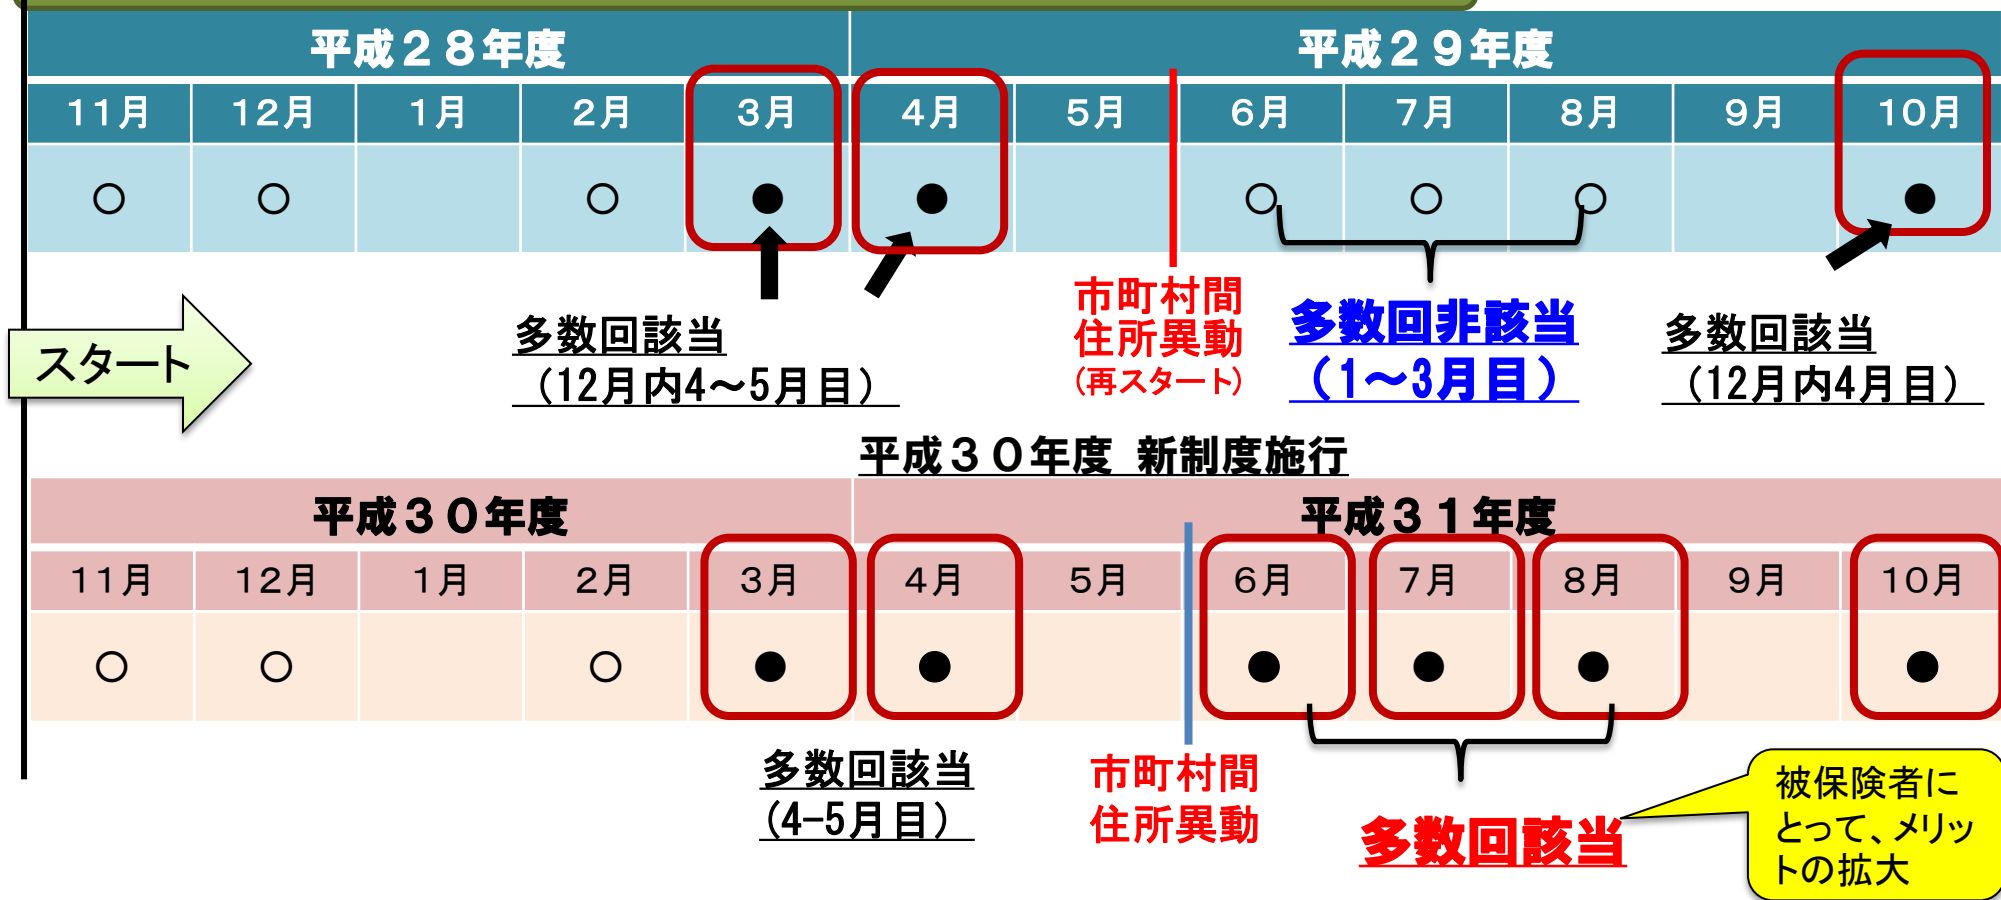 平成２８年度 平成２９年度
11月 12月 1月 2月 3月 4月 5月 6月 7月 8月 9月 10月
○ ○ ○ ● ● ○ ○ ○ ●
スタート
多数回該当
（12月内4～5月目）
市町村間
住所異動
(再スタート)
多数回非該当
（1～3月目）
多数回該当
（12月内4月目）
平成３０年度 新制度施行
平成３０年度 平成３１年度
11月 12月 1月 2月 3月 4月 5月 6月 7月 8月 9月 10月
○ ○ ○ ● ● ● ● ● ●
多数回該当
(4-5月目）
市町村間
住所異動
多数回該当
被保険者に
とって、メリッ
トの拡大